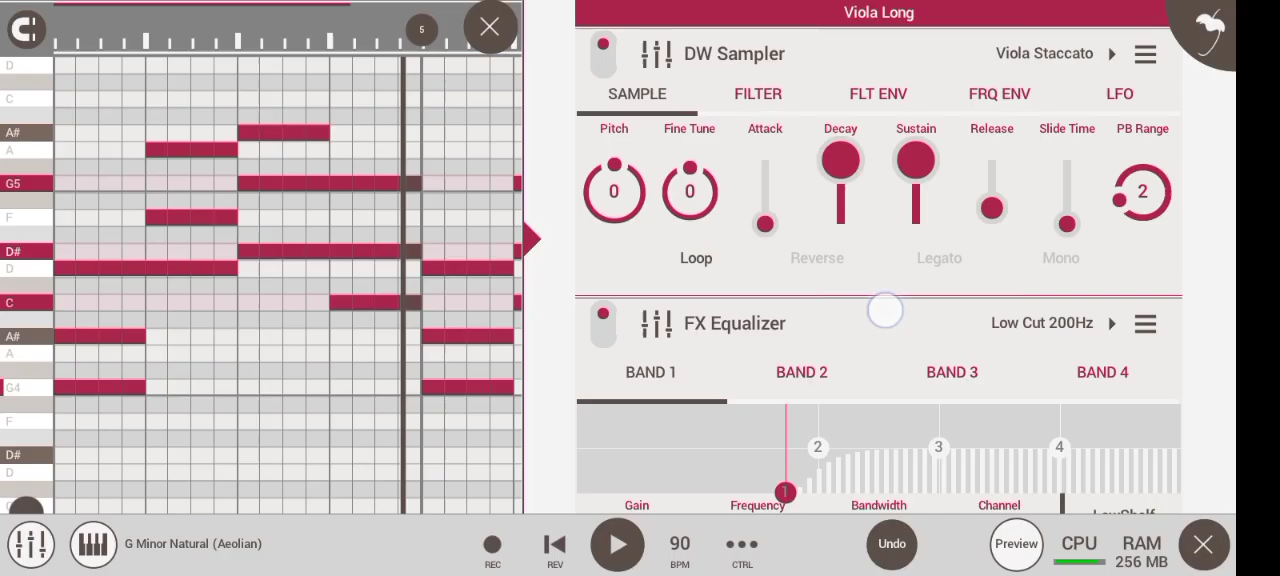 5
Viola Long
D
C
A#
A
G5
F
D#
D
C
A#
A
G4
F
D#
D
DW Sampler
Viola Staccato
SAMPLE
FILTER
FLT ENV
FRQ ENV
LFO
Pitch
Fine Tune
Attack
Decay
Sustain
Release
Slide Time
PB Range
0
0
2
Loop
Reverse
Legato
Mono
FX Equalizer
Low Cut 200Hz
BAND 1
BAND 2
BAND 3
BAND 4
1
2
3
4
Gain
Frequency
Bandwidth
Channel
LowShelf
G Minor Natural (Aeolian)
REC
REV
90
BPM
CTRL
Undo
Preview
CPU
RAM
256 MB